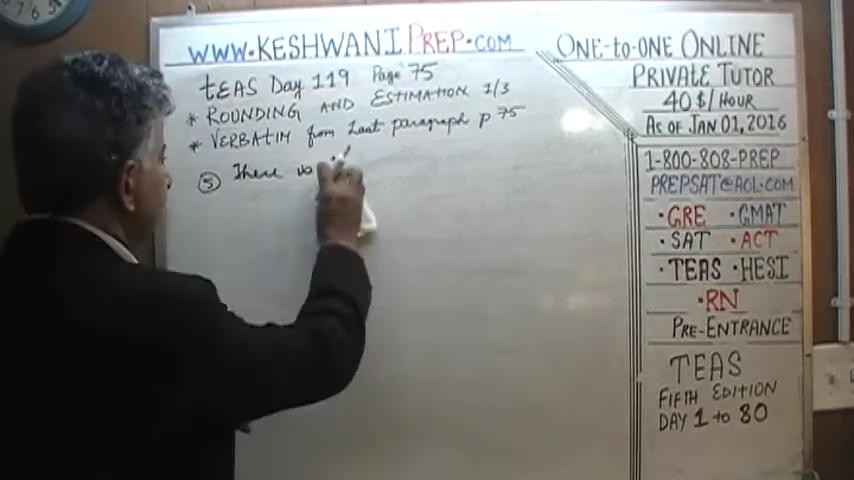 WWW.KESHWANIPREP.COM
TEAS Day 119 Page 75
* ROUNDING AND ESTIMATION 1/3
* VERBATIM from Last paragraph p 75
5 There is
ONE-to-ONE ONLINE
PRIVATE TUTOR
40 $/HOUR
AS OF JAN 01, 2016
1-800-808-PREP
PREPSAT@AOL.COM
•GRE •GMAT
•SAT •ACT
•TEAS •HESI
•RN
PRE-ENTRANCE
TEAS
FIFTH EDITION
DAY 1 to 80